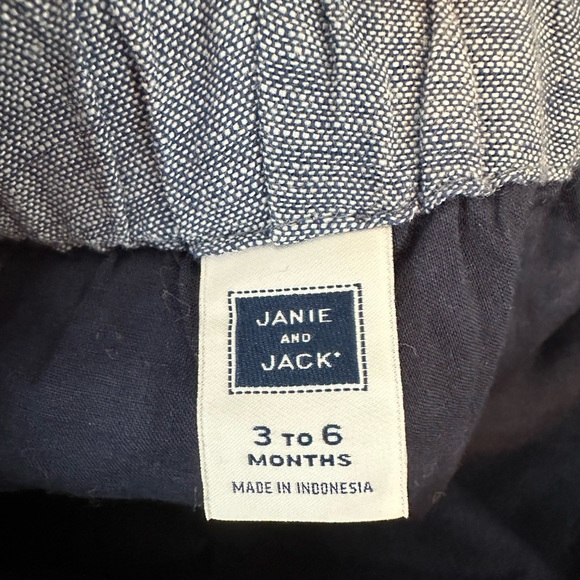 JANIE
AND
JACK
3 TO 6
MONTHS
MADE IN INDONESIA